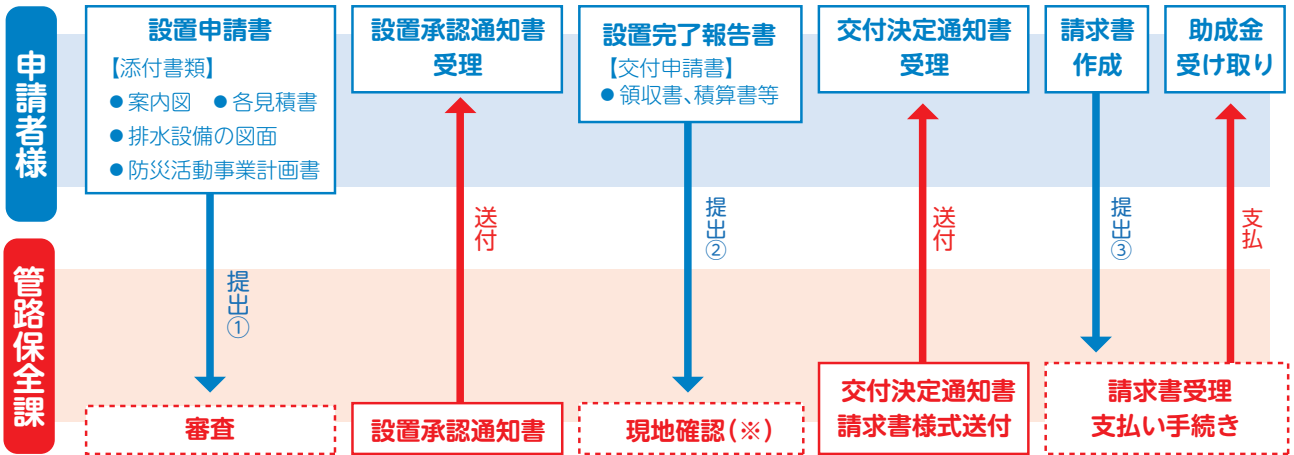 申請者様
設置申請書
【添付書類】
●案内図 ●各見積書
●排水設備の図面
●防災活動事業計画書
設置承認通知書
受理
設置完了報告書
【交付申請書】
●領収書、積算書等
交付決定通知書
受理
請求書
作成
助成金
受け取り
提出①
送付
提出②
送付
提出③
支払
管路保全課
審査
設置承認通知書
現地確認(※)
交付決定通知書
請求書様式送付
請求書受理
支払い手続き